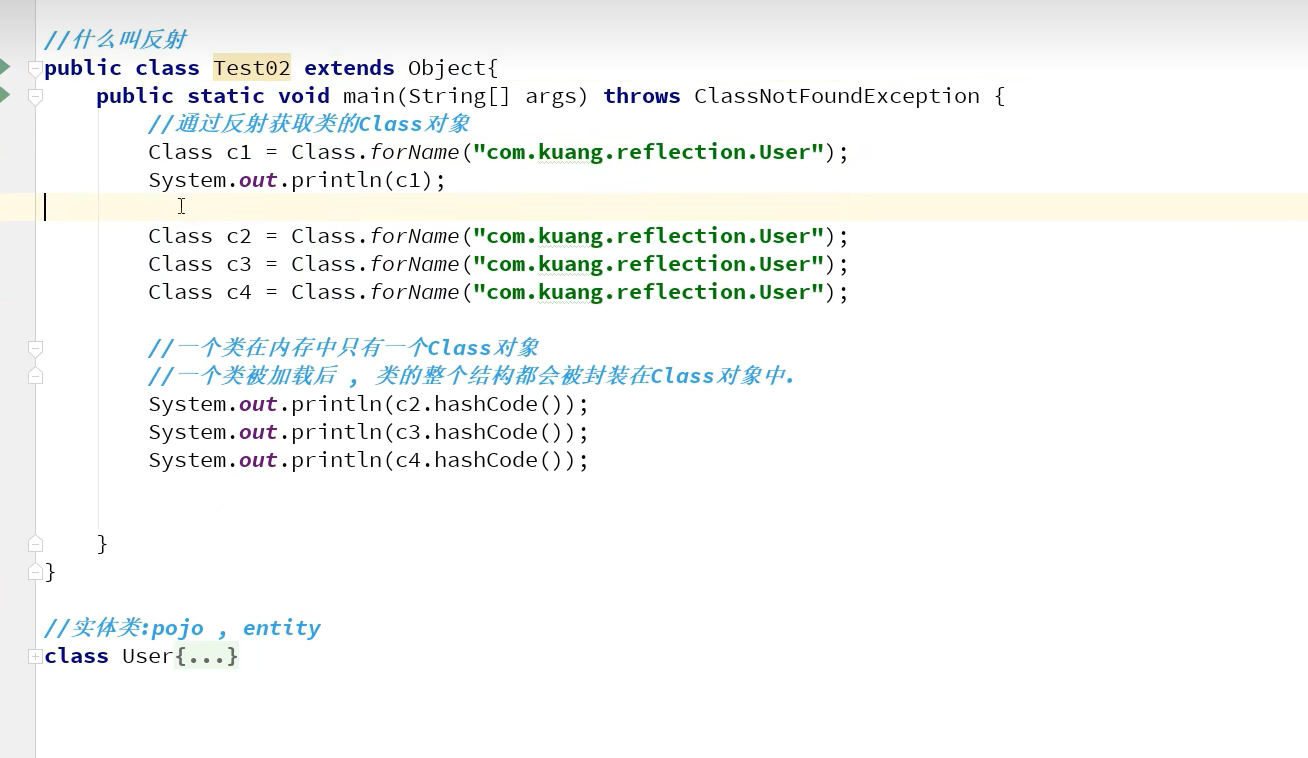 //什么叫反射
public class Test02 extends Object{
public static void main(String[] args) throws ClassNotFoundException {
//通过反射获取类的Class对象
Class c1 = Class.forName("com.kuang.reflection.User");
System.out.println(c1);
Class c2 = Class.forName("com.kuang.reflection.User");
Class c3 = Class.forName("com.kuang.reflection.User");
Class c4 = Class.forName("com.kuang.reflection.User");
//一个类在内存中只有一个Class对象
//一个类被加载后 , 类的整个结构都会被封装在Class对象中.
System.out.println(c2.hashCode());
System.out.println(c3.hashCode());
System.out.println(c4.hashCode());
}
}
//实体类:pojo , entity
class User{...}